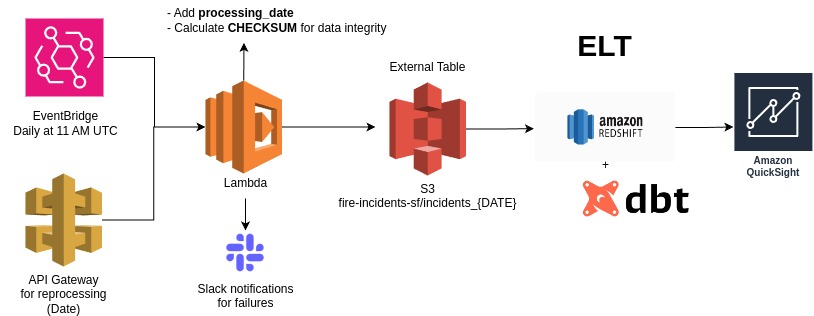 - Add processing_date
- Calculate CHECKSUM for data integrity
EventBridge
Daily at 11 AM UTC
API Gateway
for reprocessing
(Date)
Lambda
Slack notifications
for failures
External Table
S3
fire-incidents-sf/incidents_{DATE}
ELT
amazon
REDSHIFT
+
dbt
Amazon
QuickSight